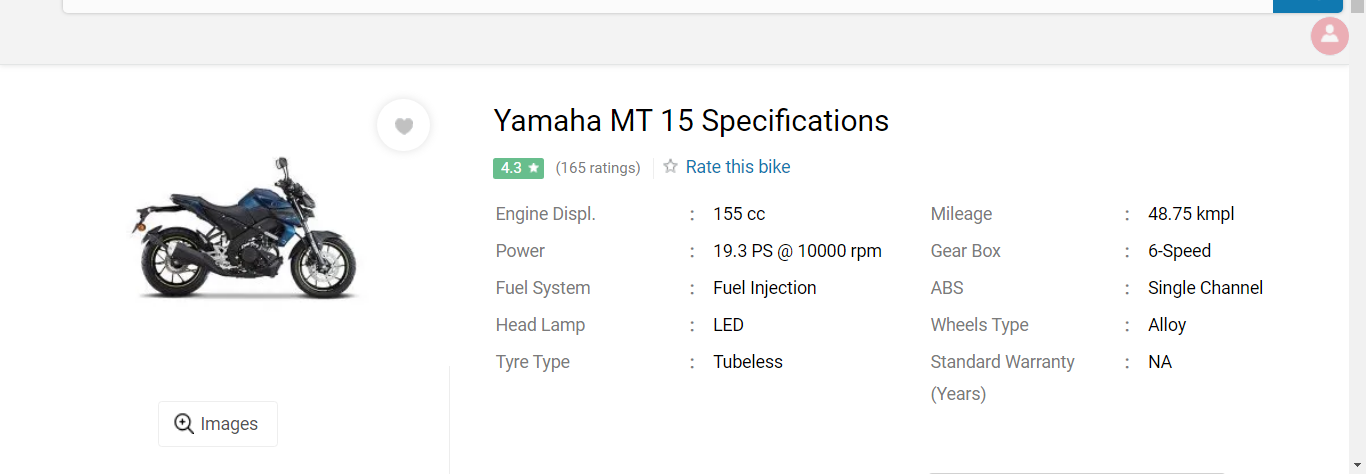 Yamaha MT 15 Specifications
4.3 ★ (165 ratings) ☆ Rate this bike
Engine Displ. : 155 cc Mileage : 48.75 kmpl
Power : 19.3 PS @ 10000 rpm Gear Box : 6-Speed
Fuel System : Fuel Injection ABS : Single Channel
Head Lamp : LED Wheels Type : Alloy
Tyre Type : Tubeless Standard Warranty : NA
(Years)
Images